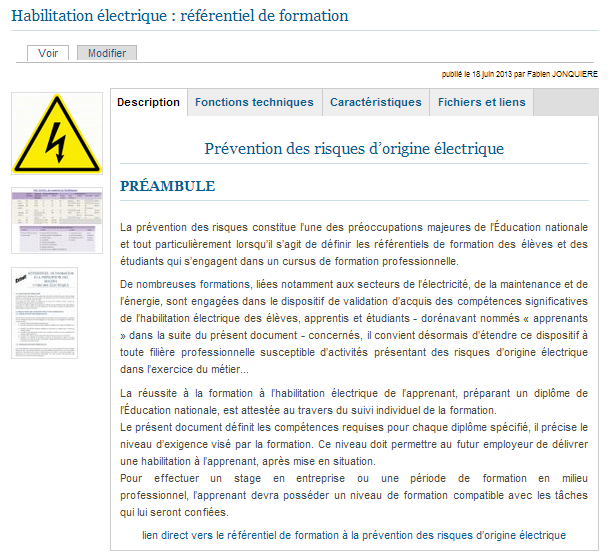 Habilitation électrique : référentiel de formation
Voir
Modifier
publié le 18 juin 2013 par Fabien JONQUIERE
Description
Fonctions techniques
Caractéristiques
Fichiers et liens
Prévention des risques d'origine électrique
PRÉAMBULE
La prévention des risques constitue l'une des préoccupations majeures de l'Éducation nationale
et tout particulièrement lorsqu'il s'agit de définir les référentiels de formation des élèves et des
étudiants qui s'engagent dans un cursus de formation professionnelle.
De nombreuses formations, liées notamment aux secteurs de l'électricité, de la maintenance et de
l'énergie, sont engagées dans le dispositif de validation d'acquis des compétences significatives
de l'habilitation électrique des élèves, apprentis et étudiants - dorénavant nommés « apprenants
» dans la suite du présent document - concernés, il convient désormais d'étendre ce dispositif à
toute filière professionnelle susceptible d'activités présentant des risques d'origine électrique
dans l'exercice du métier...
La réussite à la formation à l'habilitation électrique de l'apprenant, préparant un diplôme de
l'Éducation nationale, est attestée au travers du suivi individuel de la formation.
Le présent document définit les compétences requises pour chaque diplôme spécifié, il précise le
niveau d'exigence visé par la formation. Ce niveau doit permettre au futur employeur de délivrer
une habilitation à l'apprenant, après mise en situation.
Pour effectuer un stage en entreprise ou une période de formation en milieu
professionnel, l'apprenant devra posséder un niveau de formation compatible avec les tâches
qui lui seront confiées.
lien direct vers le référentiel de formation à la prévention des risques d'origine électrique